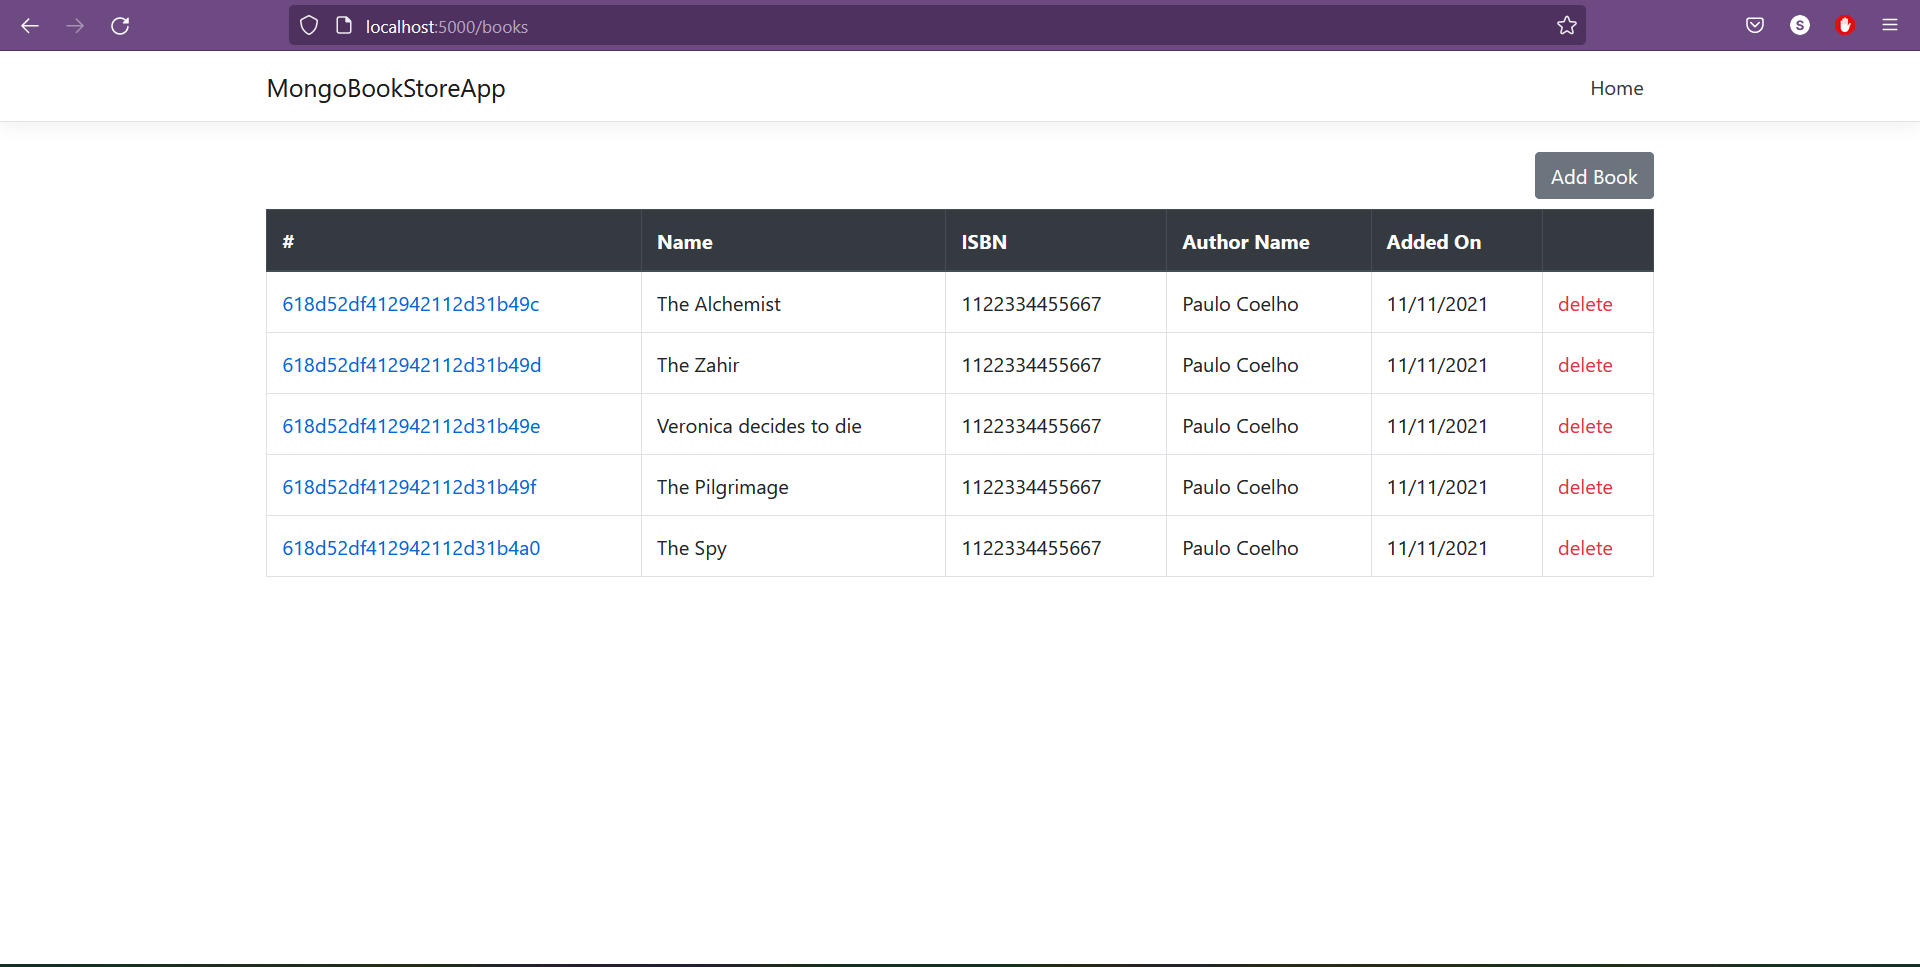 localhost:5000/books
S
MongoBookStoreApp Home
Add Book
# Name ISBN Author Name Added On
618d52df412942112d31b49c The Alchemist 1122334455667 Paulo Coelho 11/11/2021 delete
618d52df412942112d31b49d The Zahir 1122334455667 Paulo Coelho 11/11/2021 delete
618d52df412942112d31b49e Veronica decides to die 1122334455667 Paulo Coelho 11/11/2021 delete
618d52df412942112d31b49f The Pilgrimage 1122334455667 Paulo Coelho 11/11/2021 delete
618d52df412942112d31b4a0 The Spy 1122334455667 Paulo Coelho 11/11/2021 delete